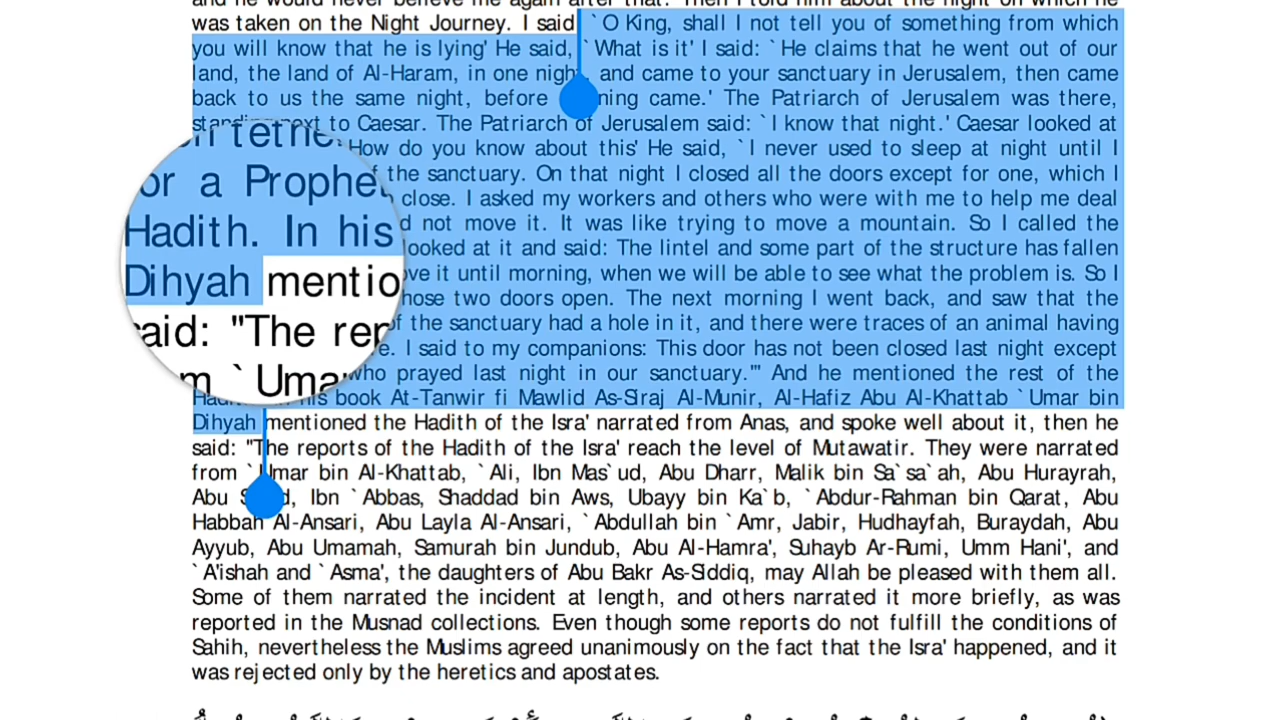 was taken on the Night Journey. I said `O King, shall I not tell you of something from which
you will know that he is lying' He said, `What is it' I said: `He claims that he went out of our
land, the land of Al-Haram, in one night, and came to your sanctuary in Jerusalem, then came
back to us the same night, before ning came.' The Patriarch of Jerusalem was there,
standing next to Caesar. The Patriarch of Jerusalem said: `I know that night.' Caesar looked at
How do you know about this' He said, `I never used to sleep at night until I
the sanctuary. On that night I closed all the doors except for one, which I
close. I asked my workers and others who were with me to help me deal
not move it. It was like trying to move a mountain. So I called the
looked at it and said: The lintel and some part of the structure has fallen
it until morning, when we will be able to see what the problem is. So I
those two doors open. The next morning I went back, and saw that the
of the sanctuary had a hole in it, and there were traces of an animal having
I said to my companions: This door has not been closed last night except
who prayed last night in our sanctuary.'" And he mentioned the rest of the
his book At-Tanwir fi Mawlid As-Siraj Al-Munir, Al-Hafiz Abu Al-Khattab `Umar bin
Dihyah mentioned the Hadith of the Isra' narrated from Anas, and spoke well about it, then he
said: "The reports of the Hadith of the Isra' reach the level of Mutawatir. They were narrated
from `Umar bin Al-Khattab, `Ali, Ibn Mas`ud, Abu Dharr, Malik bin Sa`sa`ah, Abu Hurayrah,
Abu Ibn `Abbas, Shaddad bin Aws, Ubayy bin Ka`b, `Abdur-Rahman bin Qarat, Abu
Habbah Al-Ansari, Abu Layla Al-Ansari, `Abdullah bin `Amr, Jabir, Hudhayfah, Buraydah, Abu
Ayyub, Abu Umamah, Samurah bin Jundub, Abu Al-Hamra', Suhayb Ar-Rumi, Umm Hani', and
`A'ishah and `Asma', the daughters of Abu Bakr As-Siddiq, may Allah be pleased with them all.
Some of them narrated the incident at length, and others narrated it more briefly, as was
reported in the Musnad collections. Even though some reports do not fulfill the conditions of
Sahih, nevertheless the Muslims agreed unanimously on the fact that the Isra' happened, and it
was rejected only by the heretics and apostates.
or a Prophe
Hadith. In his
Dihyah mentio
aid: "The rep
m `Uma